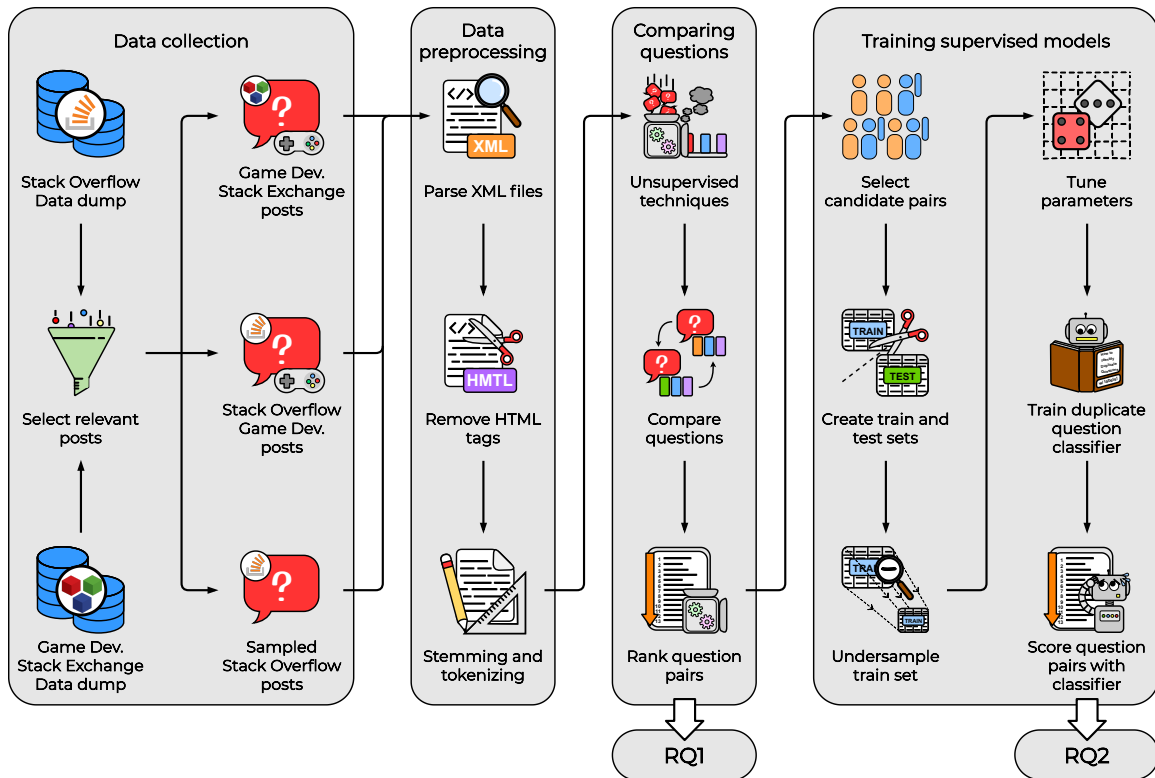 Data collection
Stack Overflow
Data dump
Select relevant
posts
Game Dev.
Stack Exchange
Data dump
Game Dev.
Stack Exchange
posts
Stack Overflow
Game Dev.
posts
Sampled
Stack Overflow
posts
Data
preprocessing
</>
XML
Parse XML files
</>
HMTL
Remove HTML
tags
Stemming and
tokenizing
Comparing
questions
Unsupervised
techniques
Compare
questions
Rank question
pairs
RQ1
Training supervised models
Select
candidate pairs
TRAIN
TEST
Create train and
test sets
TRAIN
Undersample
train set
Tune
parameters
Train duplicate
question
classifier
Score question
pairs with
classifier
RQ2